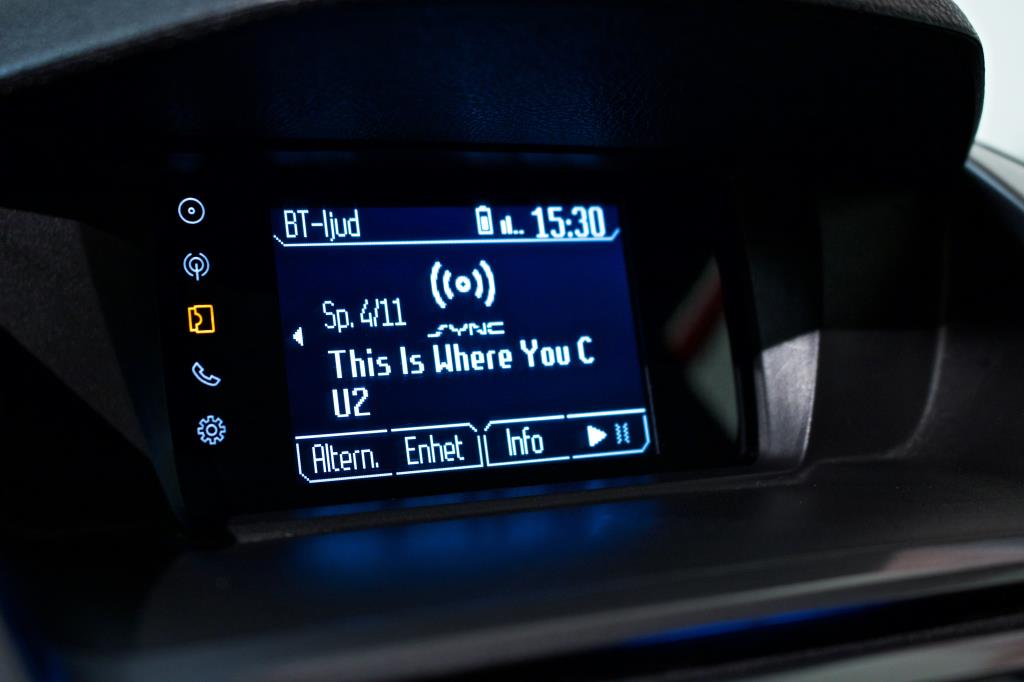 BT-ljud 15:30
Sp. 4/11
SYNC
This Is Where You C
U2
Altern. Enhet Info